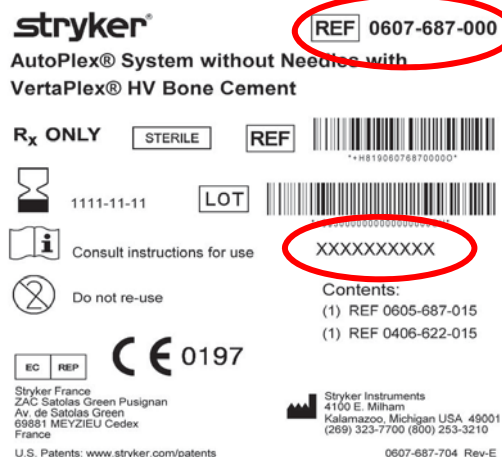 stryker®
REF 0607-687-000
AutoPlex® System without Needles with
VertaPlex® HV Bone Cement
Rx ONLY
STERILE
REF
*+H819060768700000*
1111-11-11
LOT
Consult instructions for use
XXXXXXXXXX
Do not re-use
Contents:
(1) REF 0605-687-015
(1) REF 0406-622-015
EC REP
CE 0197
Stryker France
ZAC Satolas Green Pusignan
Av. de Satolas Green
69881 MEYZIEU Cedex
France
Stryker Instruments
4100 E. Milham
Kalamazoo, Michigan USA 49001
(269) 323-7700 (800) 253-3210
U.S. Patents: www.stryker.com/patents
0607-687-704 Rev-E